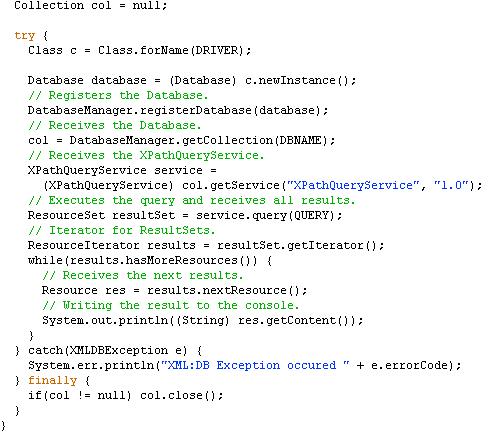 Collection col = null;
try {
Class c = Class.forName(DRIVER);
Database database = (Database) c.newInstance();
// Registers the Database.
DatabaseManager.registerDatabase(database);
// Receives the Database.
col = DatabaseManager.getCollection(DBNAME);
// Receives the XPathQueryService.
XPathQueryService service =
(XPathQueryService) col.getService("XPathQueryService", "1.0");
// Executes the query and receives all results.
ResourceSet resultSet = service.query(QUERY);
// Iterator for ResultSets.
ResourceIterator results = resultSet.getIterator();
while(results.hasMoreResources()) {
// Receives the next results.
Resource res = results.nextResource();
// Writing the result to the console.
System.out.println((String) res.getContent());
}
} catch(XMLDBException e) {
System.err.println("XML:DB Exception occured " + e.errorCode);
} finally {
if(col != null) col.close();
}
}